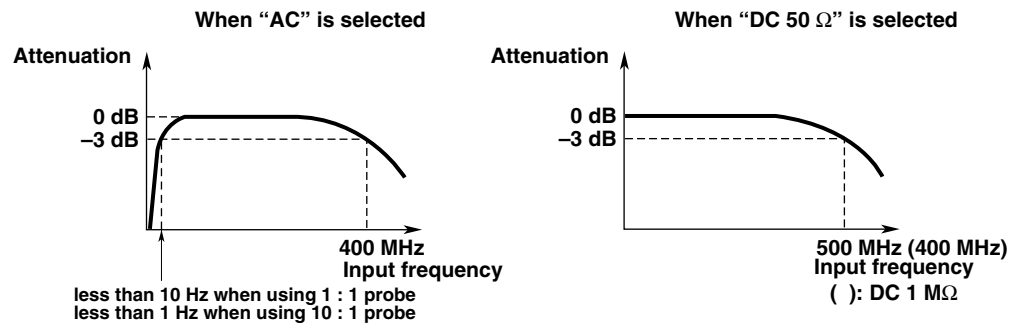 When “AC” is selected
Attenuation
0 dB
–3 dB
400 MHz
Input frequency
less than 10 Hz when using 1 : 1 probe
less than 1 Hz when using 10 : 1 probe
When “DC 50 Ω” is selected
Attenuation
0 dB
–3 dB
500 MHz (400 MHz)
Input frequency
( ): DC 1 MΩ